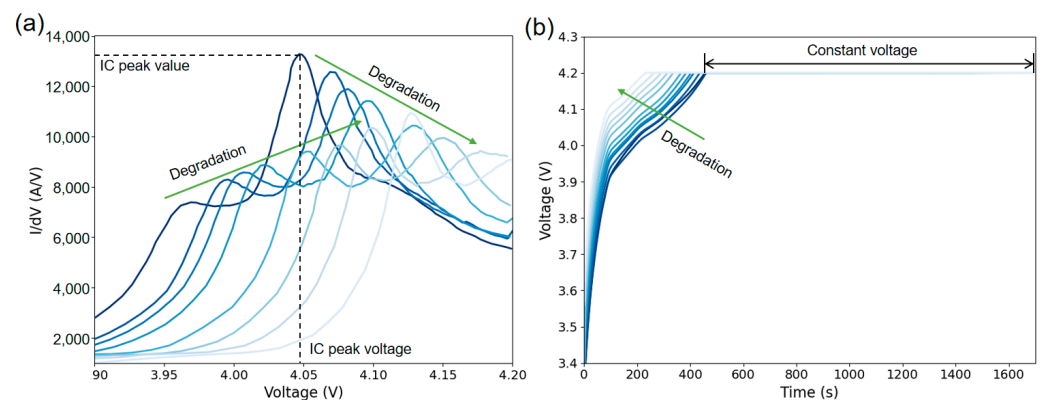 (a)
14,000
12,000
10,000
8,000
6,000
4,000
2,000
I/dV (A/V)
IC peak value
Degradation
Degradation
IC peak voltage
90
3.95
4.00
4.05
4.10
4.15
4.20
Voltage (V)
(b)
4.3
4.2
4.1
4.0
3.9
3.8
3.7
3.6
3.5
3.4
Voltage (V)
Constant voltage
Degradation
0
200
400
600
800
1000
1200
1400
1600
Time (s)